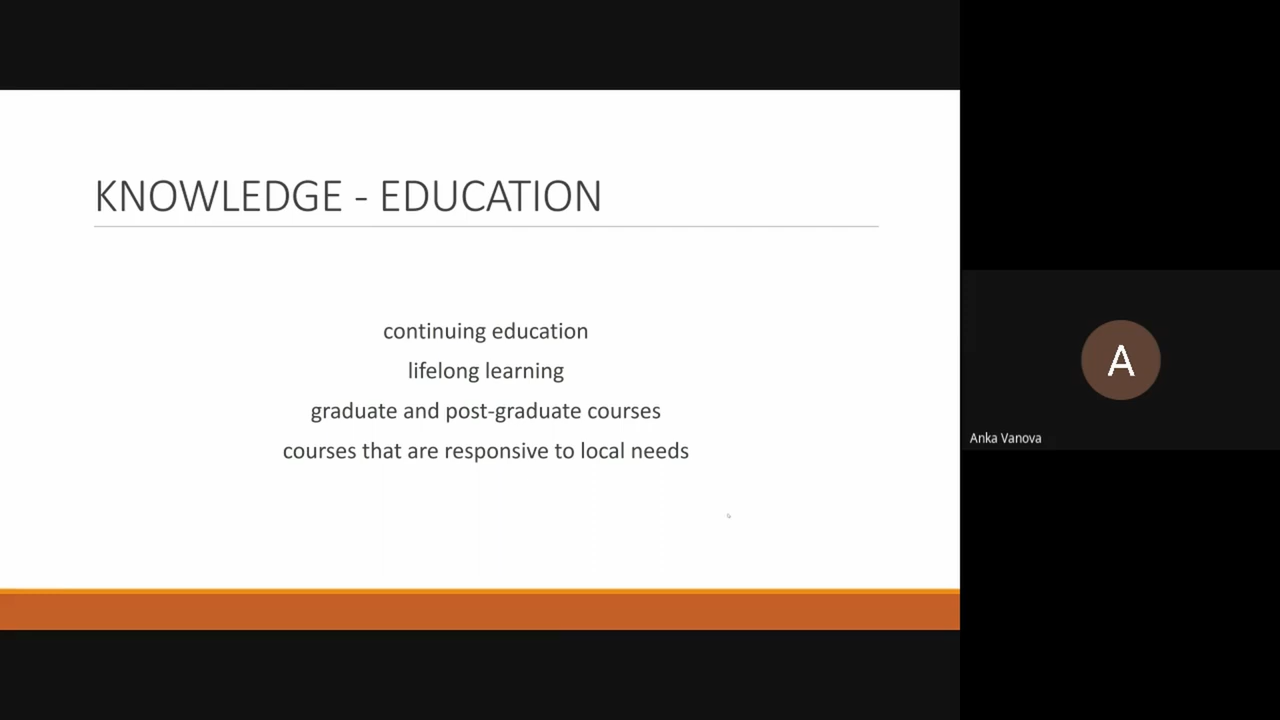 KNOWLEDGE - EDUCATION
continuing education
lifelong learning
graduate and post-graduate courses
courses that are responsive to local needs
A
Anka Vanova